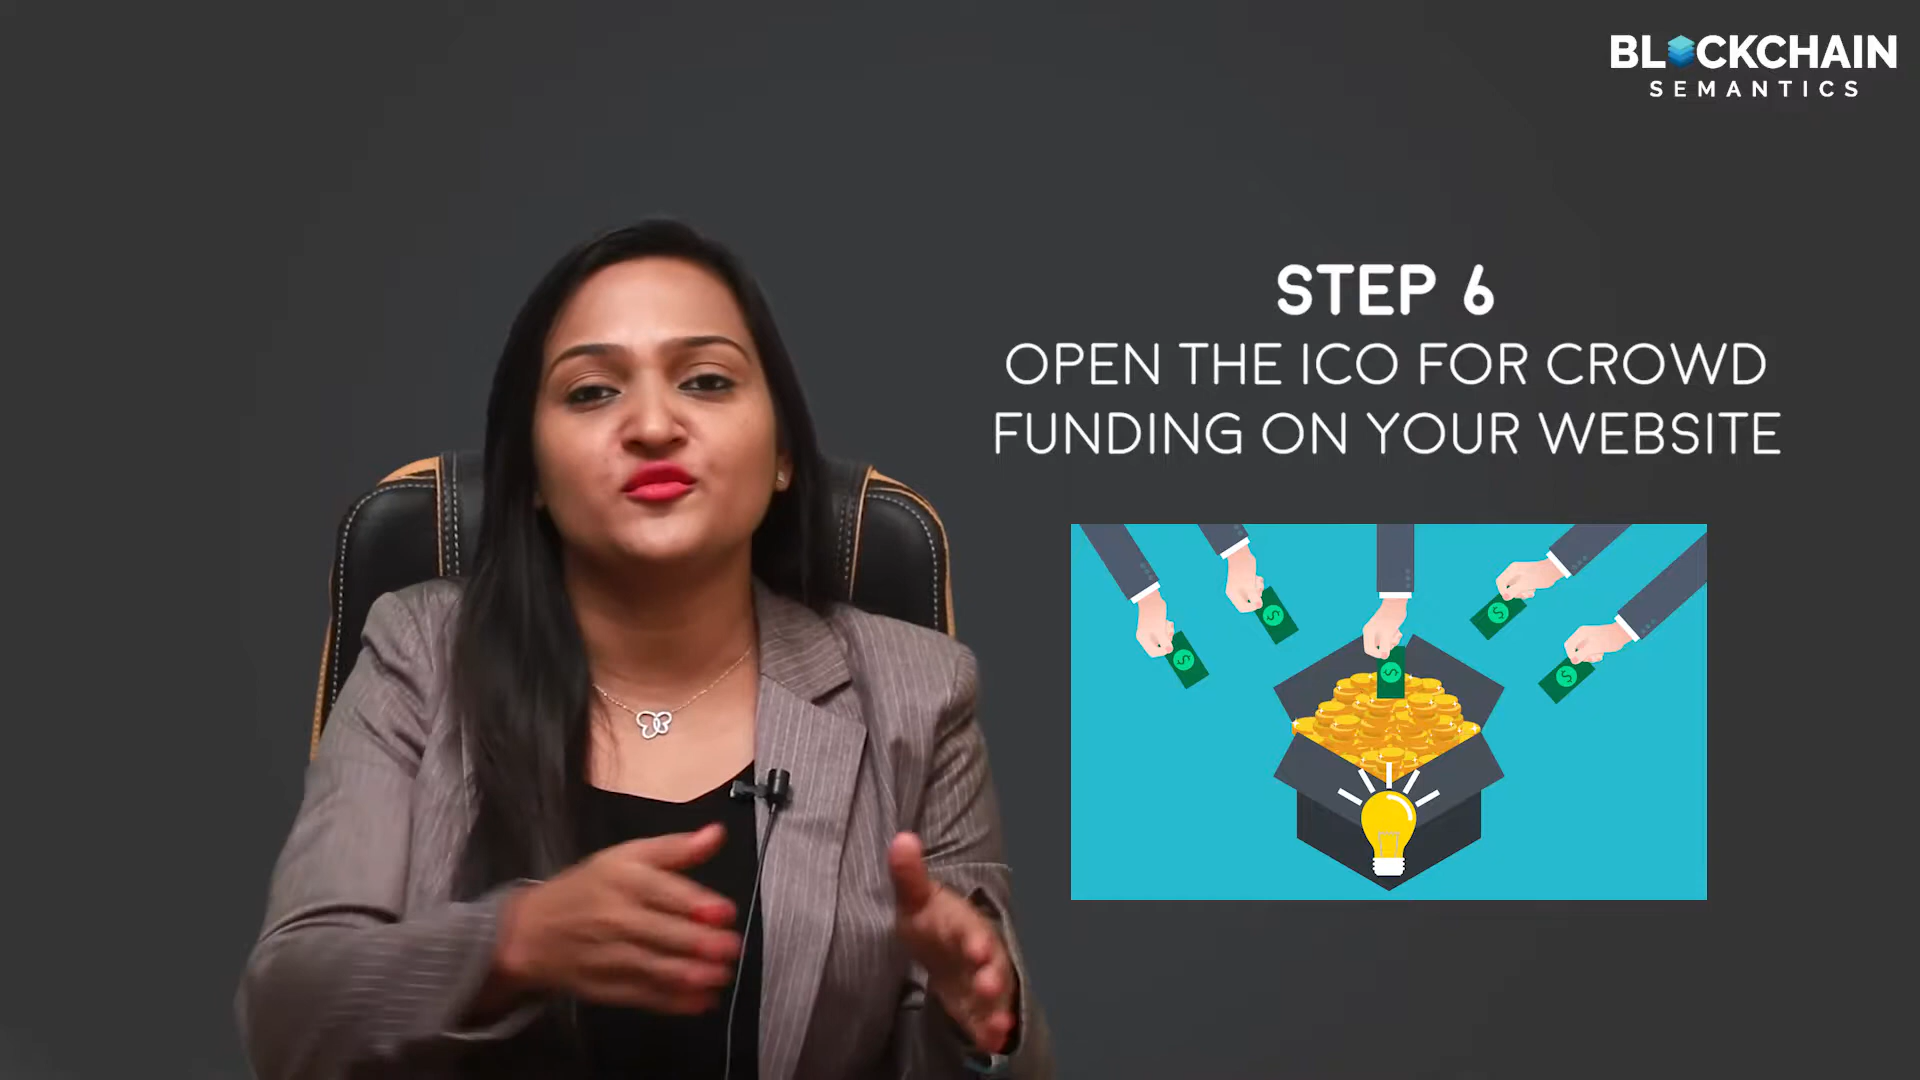 BLOCKCHAIN
SEMANTICS
STEP 6
OPEN THE ICO FOR CROWD
FUNDING ON YOUR WEBSITE
$ $ $ $ $